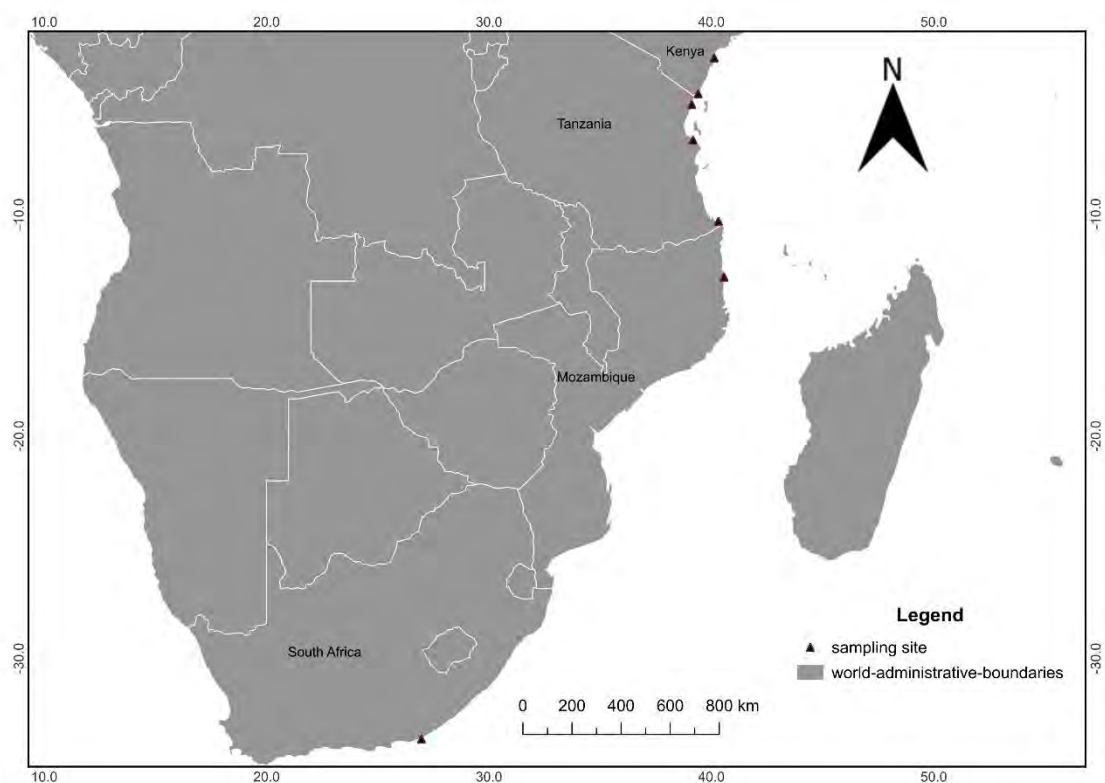 10.0 20.0 30.0 40.0 50.0
Kenya
N
Tanzania
-10.0 -10.0
Mozambique
-20.0 -20.0
Legend
sampling site
South Africa
-30.0 -30.0
world-administrative-boundaries
0 200 400 600 800 km
10.0 20.0 30.0 40.0 50.0